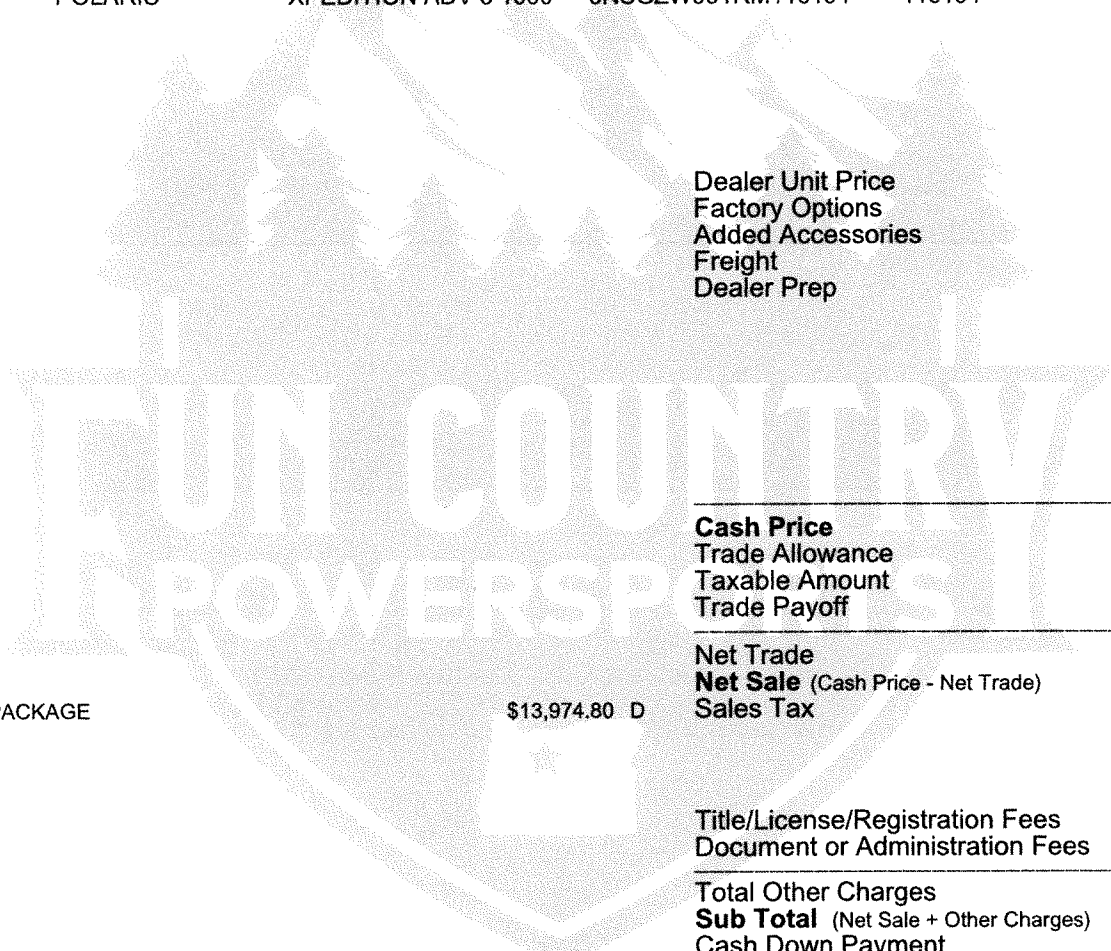 POLARIS
Dealer Unit Price
Factory Options
Added Accessories
Freight
Dealer Prep
FUN COUNTRY
POWERSPORTS
Cash Price
Trade Allowance
Taxable Amount
Trade Payoff
Net Trade
Net Sale (Cash Price - Net Trade)
PACKAGE $13,974.80 D Sales Tax
Title/License/Registration Fees
Document or Administration Fees
Total Other Charges
Sub Total (Net Sale + Other Charges)
Cash Down Payment